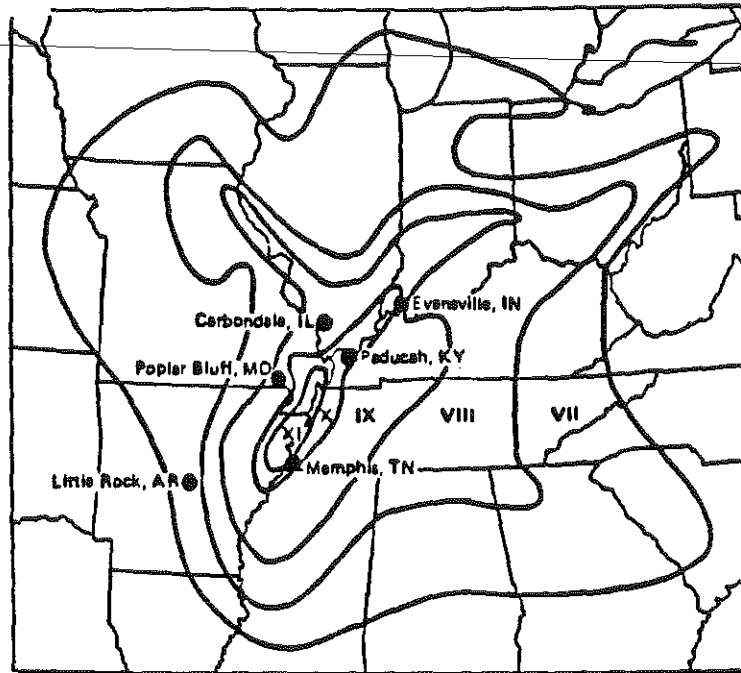 Evansville, IN
Carbondale, IL
Paducah, KY
Poplar Bluff, MO
X IX VIII VII
XI
Memphis, TN
Little Rock, AR